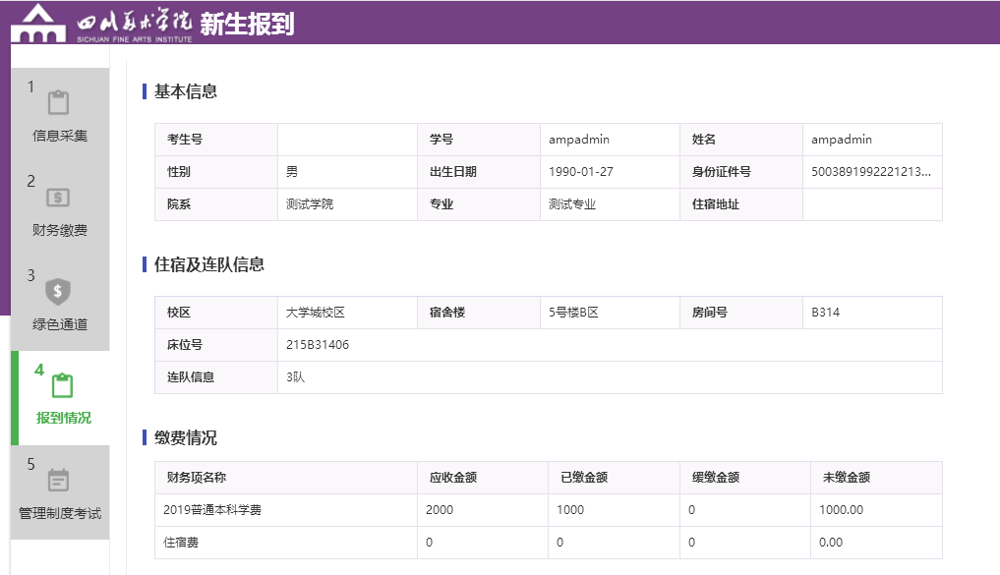 四川美术学院 新生报到
SICHUAN FINE ARTS INSTITUTE
1
信息采集
2
财务缴费
3
绿色通道
4
报到情况
5
管理制度考试
基本信息
考生号 学号 ampadmin 姓名 ampadmin
性别 男 出生日期 1990-01-27 身份证件号 5003891992221213...
院系 测试学院 专业 测试专业 住宿地址
住宿及连队信息
校区 大学城校区 宿舍楼 5号楼B区 房间号 B314
床位号 215B31406
连队信息 3队
缴费情况
财务项名称 应收金额 已缴金额 缓缴金额 未缴金额
2019普通本科学费 2000 1000 0 1000.00
住宿费 0 0 0 0.00